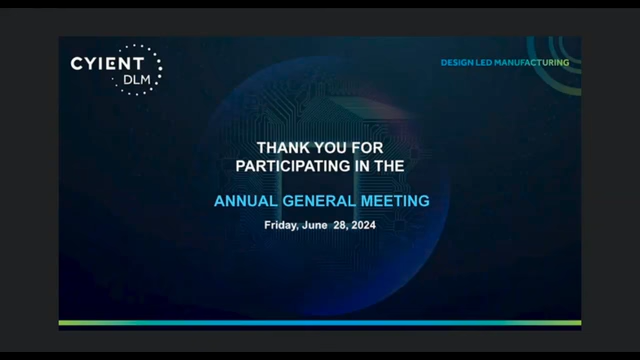 CYIENT
DLM
DESIGN LED MANUFACTURING
THANK YOU FOR
PARTICIPATING IN THE
ANNUAL GENERAL MEETING
Friday, June 28, 2024